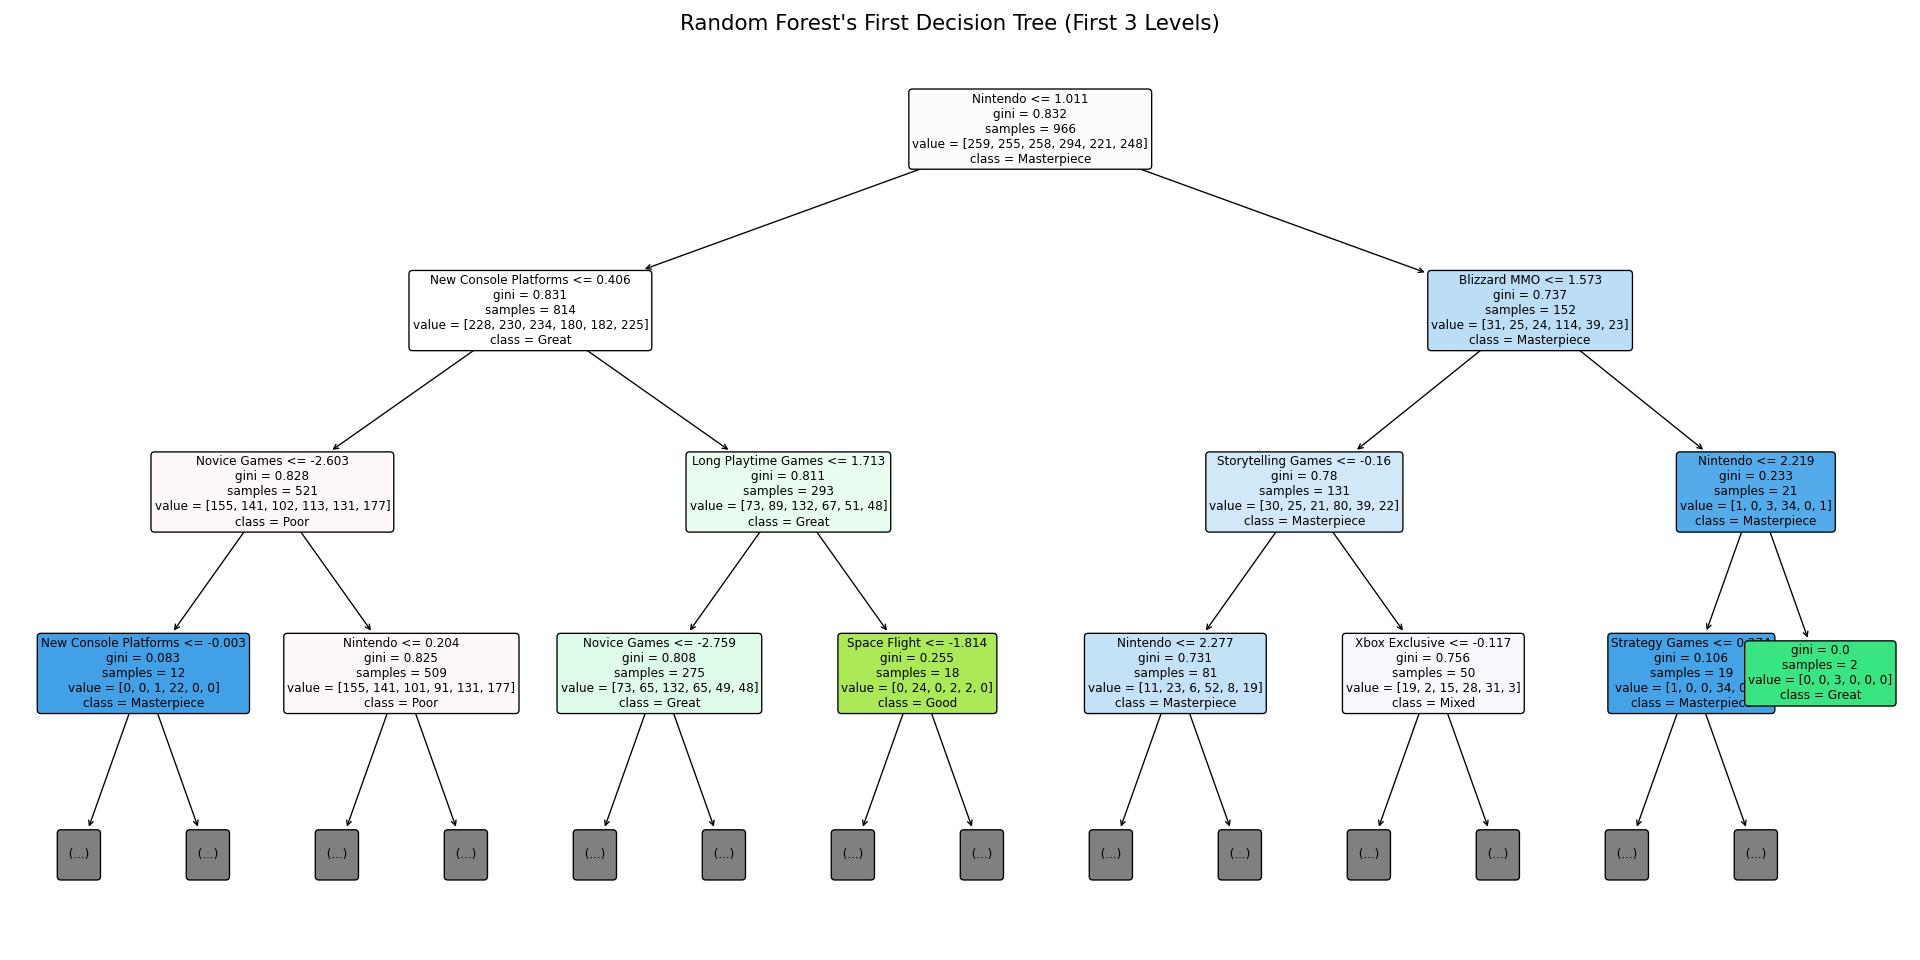 Random Forest's First Decision Tree (First 3 Levels)
Nintendo <= 1.011
gini = 0.832
samples = 966
value = [259, 255, 258, 294, 221, 248]
class = Masterpiece
New Console Platforms <= 0.406
gini = 0.831
samples = 814
value = [228, 230, 234, 180, 182, 225]
class = Great
Blizzard MMO <= 1.573
gini = 0.737
samples = 152
value = [31, 25, 24, 114, 39, 23]
class = Masterpiece
Novice Games <= -2.603
gini = 0.828
samples = 521
value = [155, 141, 102, 113, 131, 177]
class = Poor
Long Playtime Games <= 1.713
gini = 0.811
samples = 293
value = [73, 89, 132, 67, 51, 48]
class = Great
Storytelling Games <= -0.16
gini = 0.78
samples = 131
value = [30, 25, 21, 80, 39, 22]
class = Masterpiece
Nintendo <= 2.219
gini = 0.233
samples = 21
value = [1, 0, 3, 34, 0, 1]
class = Masterpiece
New Console Platforms <= -0.003
gini = 0.083
samples = 12
value = [0, 0, 1, 22, 0, 0]
class = Masterpiece
Nintendo <= 0.204
gini = 0.825
samples = 509
value = [155, 141, 101, 91, 131, 177]
class = Poor
Novice Games <= -2.759
gini = 0.808
samples = 275
value = [73, 65, 132, 65, 49, 48]
class = Great
Space Flight <= -1.814
gini = 0.255
samples = 18
value = [0, 24, 0, 2, 2, 0]
class = Good
Nintendo <= 2.277
gini = 0.731
samples = 81
value = [11, 23, 6, 52, 8, 19]
class = Masterpiece
Xbox Exclusive <= -0.117
gini = 0.756
samples = 50
value = [19, 2, 15, 28, 31, 3]
class = Mixed
Strategy Games <=
gini = 0.106
samples = 19
value = [1, 0, 0, 34,
class =
gini = 0.0
samples = 2
value = [0, 0, 3, 0, 0, 0]
class = Great
(...)
(...)
(...)
(...)
(...)
(...)
(...)
(...)
(...)
(...)
(...)
(...)
(...)
(...)